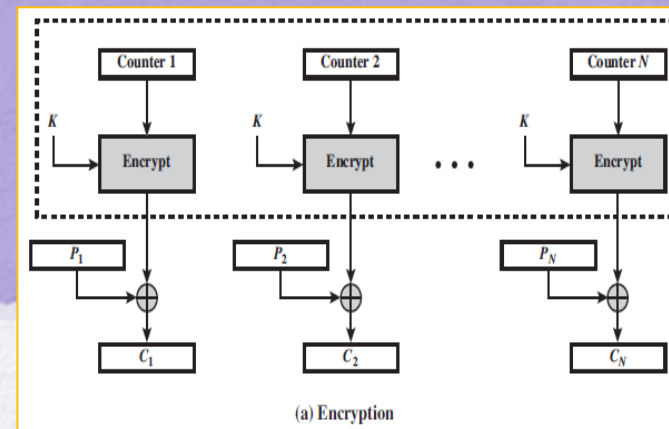 Counter 1 Counter 2 Counter N
K K K
Encrypt Encrypt • • • Encrypt
P1 P2 PN
C1 C2 CN
(a) Encryption